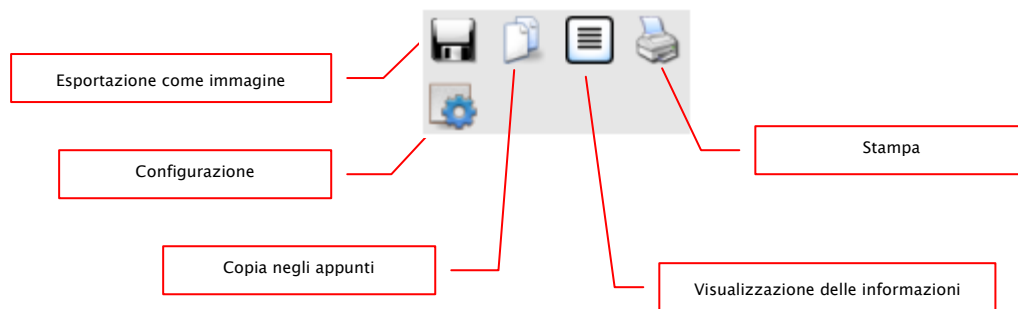 Esportazione come immagine
Stampa
Configurazione
Copia negli appunti
Visualizzazione delle informazioni